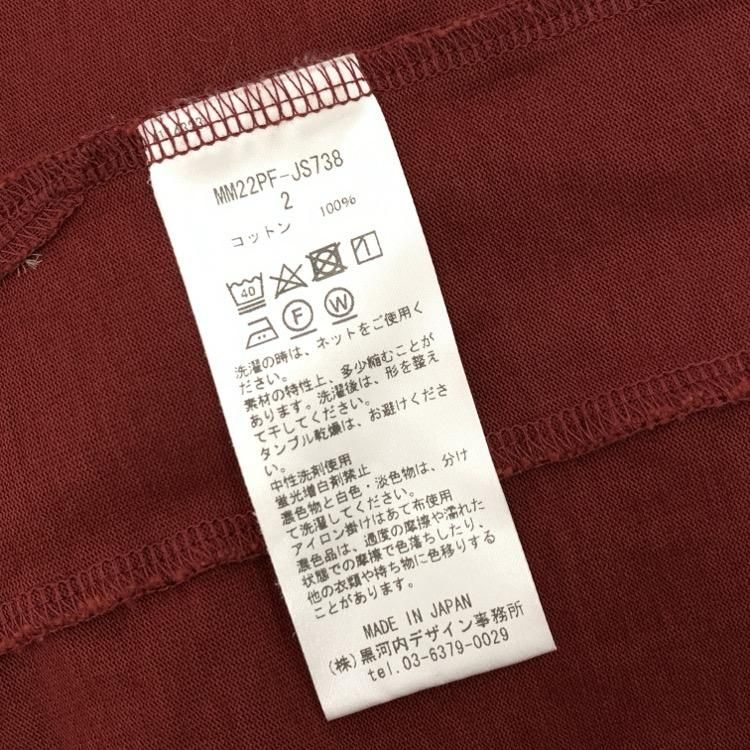 MM22PF-JS738
2
コットン 100%
40
F W
洗濯の時は、ネットをご使用く
ださい。
素材の特性上、多少縮むことが
あります。洗濯後は、形を整え
て干してください。
タンブル乾燥は、お避けくださ
い。
中性洗剤使用
蛍光増白剤禁止
濃色物と白色・淡色物は、分け
て洗濯してください。
アイロン掛けはあて布使用
濃色品は、過度の摩擦や濡れた
状態での摩擦で色落ちしたり、
他の衣類や持ち物に色移りする
ことがあります。
MADE IN JAPAN
(株)黒河内デザイン事務所
tel.03-6379-0029